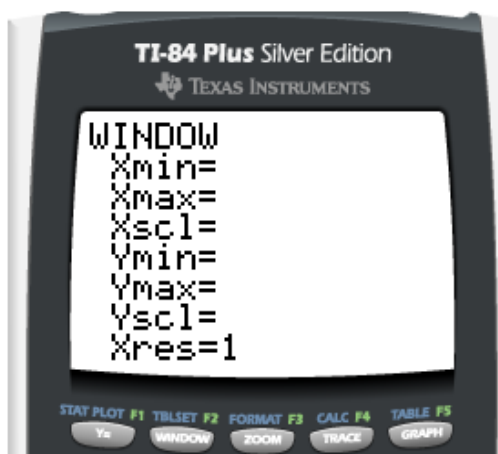 TI-84 Plus Silver Edition
TEXAS INSTRUMENTS
WINDOW
Xmin=
Xmax=
Xscl=
Ymin=
Ymax=
Yscl=
Xres=1
STAT PLOT F1 TBLSET F2 FORMAT F3 CALC F4 TABLE F5
Y= WINDOW ZOOM TRACE GRAPH